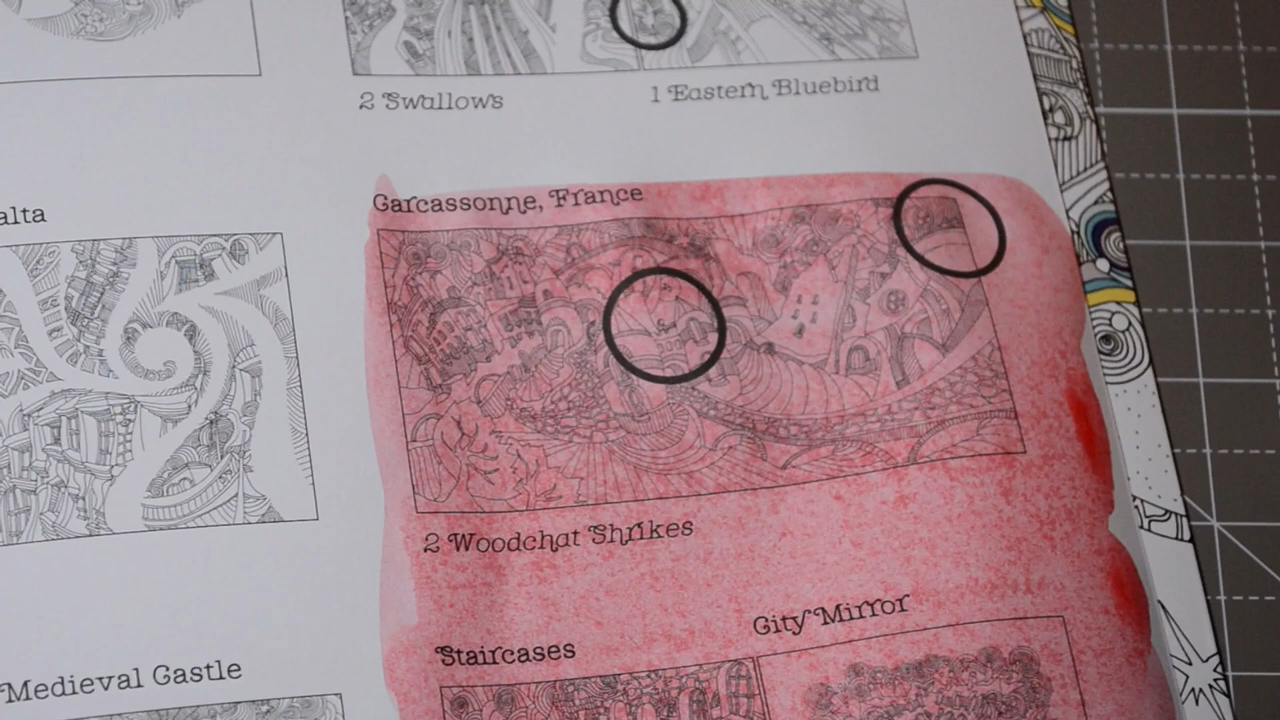 2 Swallows
1 Eastern Bluebird
alta
Carcassonne, France
2 Woodchat Shrikes
Staircases
City Mirror
Medieval Castle